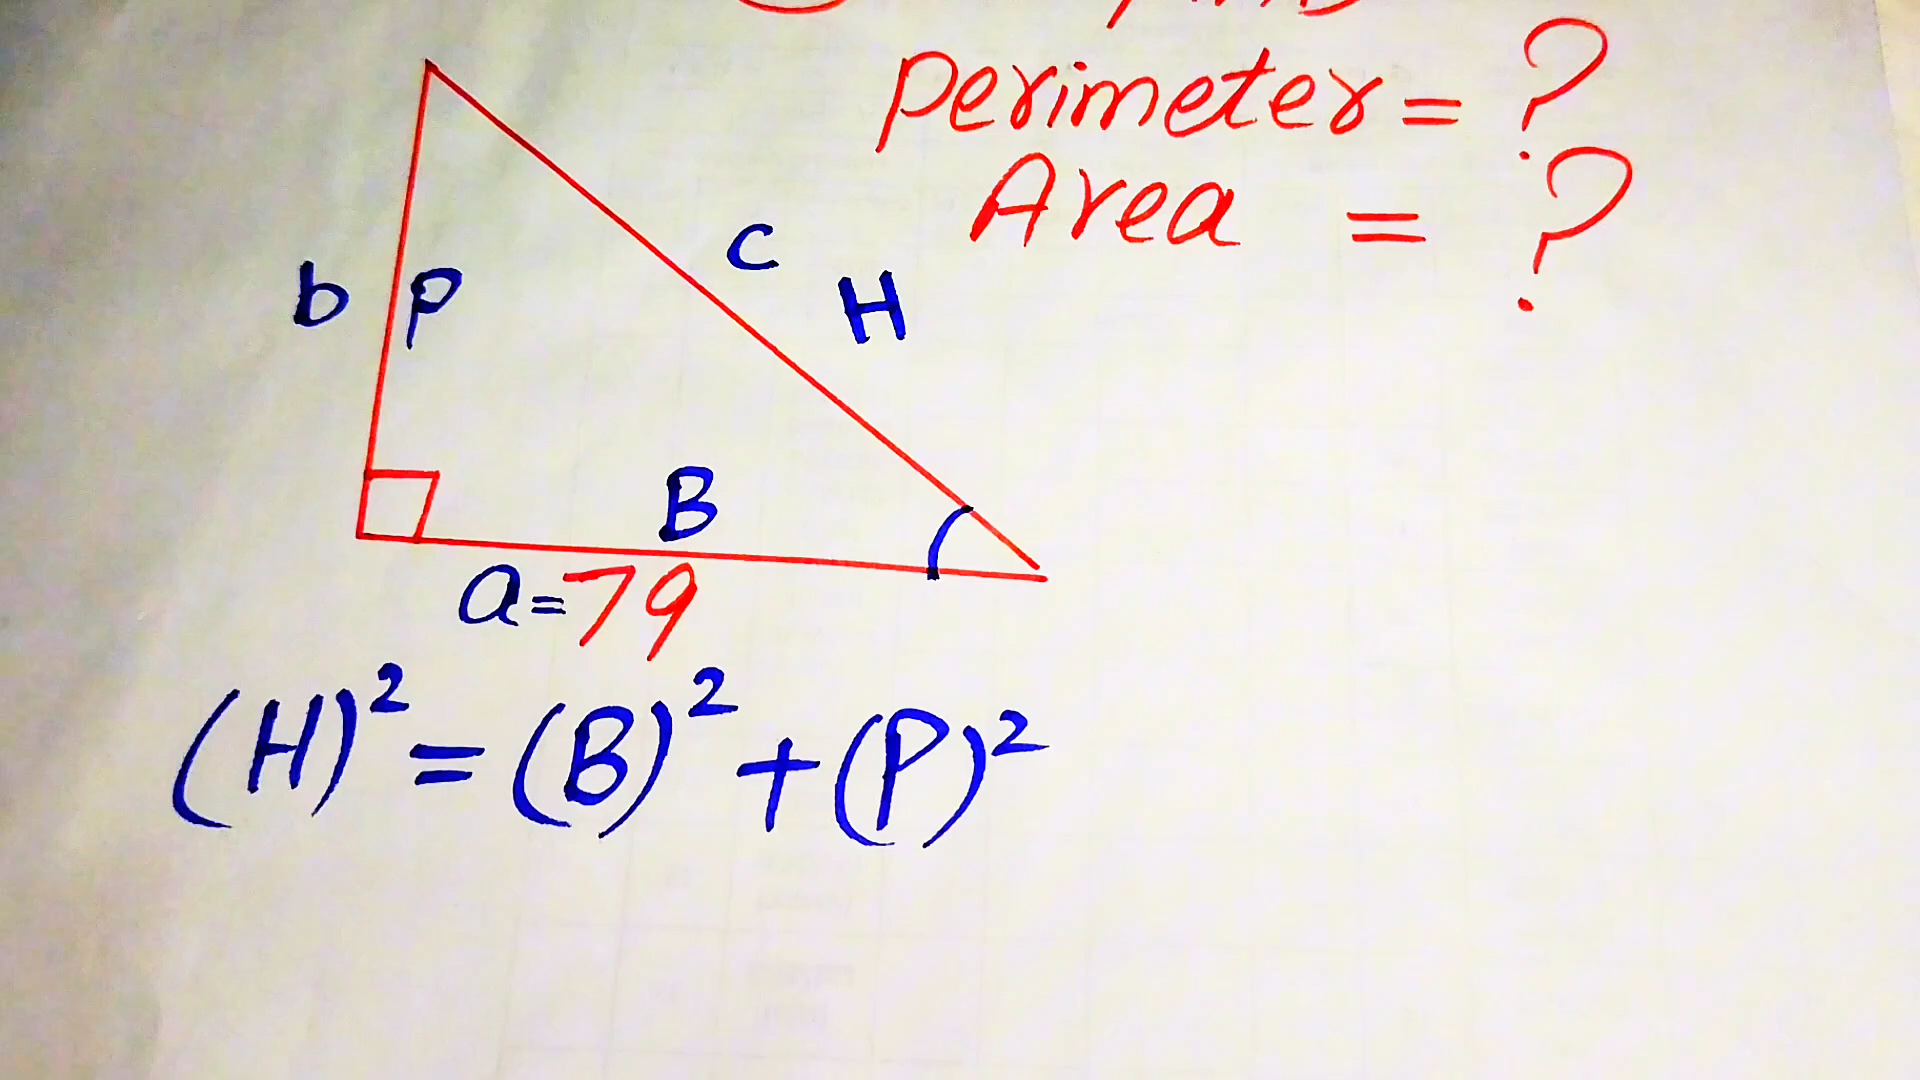 Perimeter = ?
Area = ?
b P
c
H
B
a=79
(H)² = (B)² + (P)²